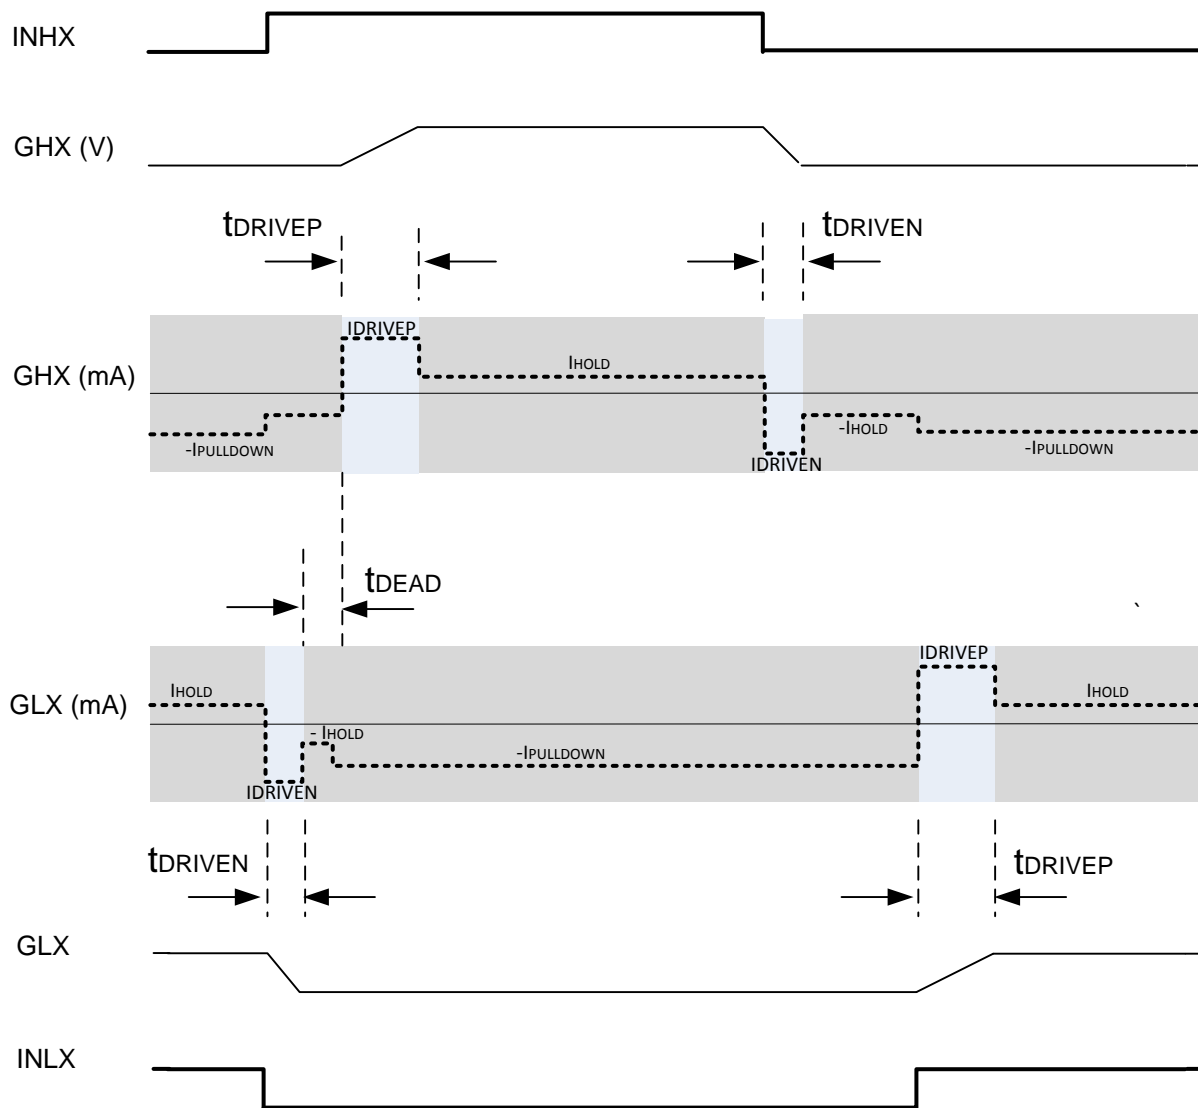 INHX
GHX (V)
tDRIVEP
tDRIVEN
IDRIVEP
GHX (mA)
IHOLD
-IPULLDOWN
-IHOLD
-IPULLDOWN
IDRIVEN
tDEAD
`
IDRIVEP
GLX (mA)
IHOLD
IHOLD
- IHOLD
-IPULLDOWN
IDRIVEN
tDRIVEN
tDRIVEP
GLX
INLX